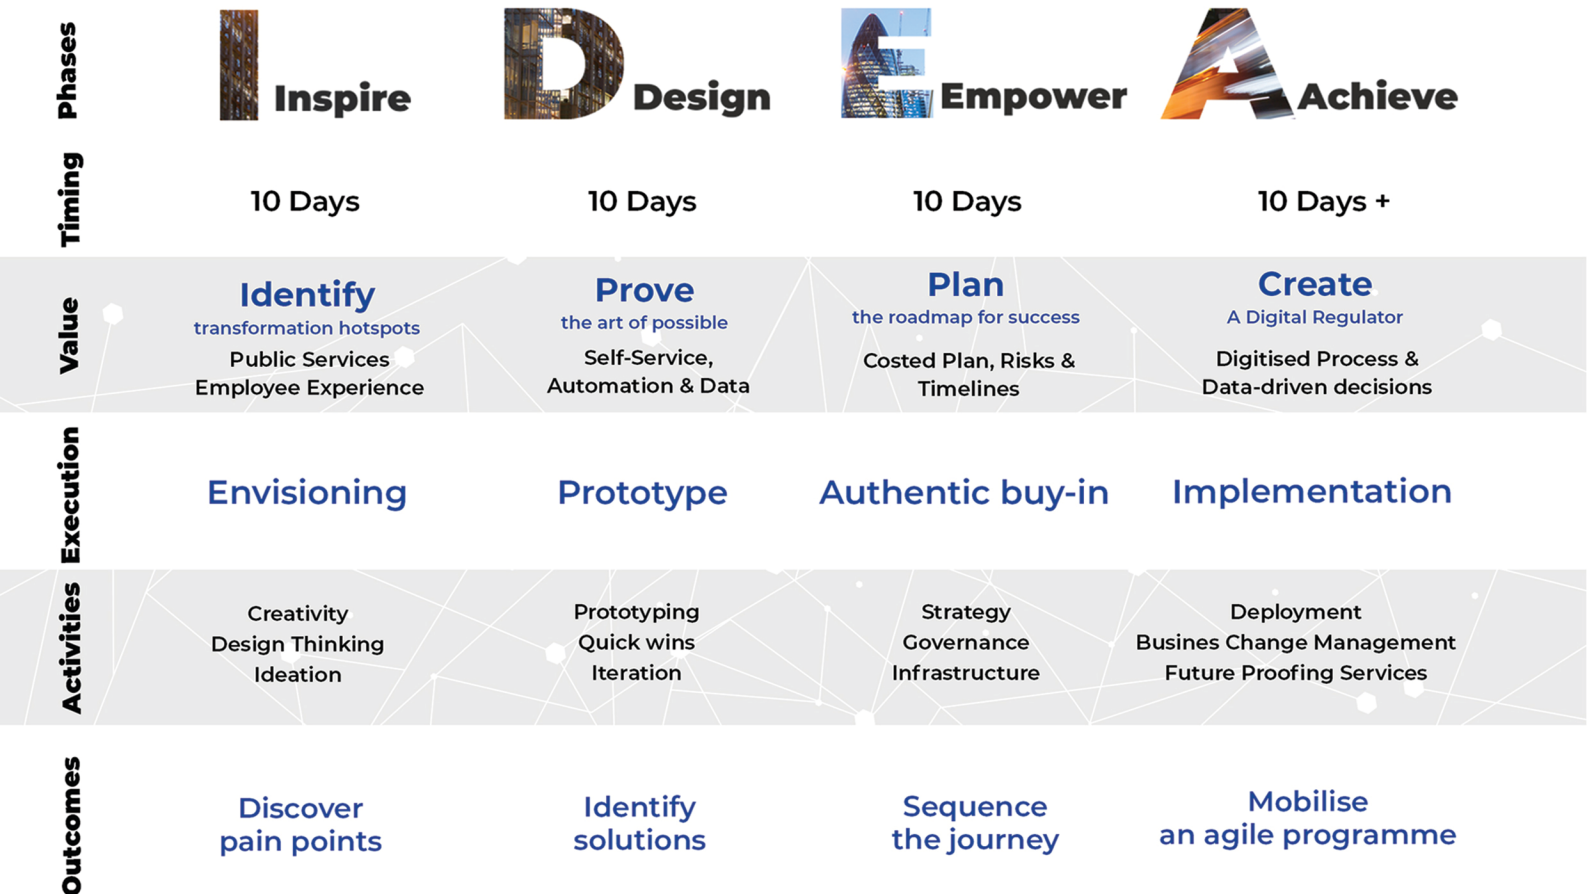 Phases
I Inspire
D Design
E Empower
A Achieve
Timing
10 Days
10 Days
10 Days
10 Days +
Value
Identify
transformation hotspots
Public Services
Employee Experience
Prove
the art of possible
Self-Service,
Automation & Data
Plan
the roadmap for success
Costed Plan, Risks &
Timelines
Create
A Digital Regulator
Digitised Process &
Data-driven decisions
Execution
Envisioning
Prototype
Authentic buy-in
Implementation
Activities
Creativity
Design Thinking
Ideation
Prototyping
Quick wins
Iteration
Strategy
Governance
Infrastructure
Deployment
Busines Change Management
Future Proofing Services
Outcomes
Discover
pain points
Identify
solutions
Sequence
the journey
Mobilise
an agile programme